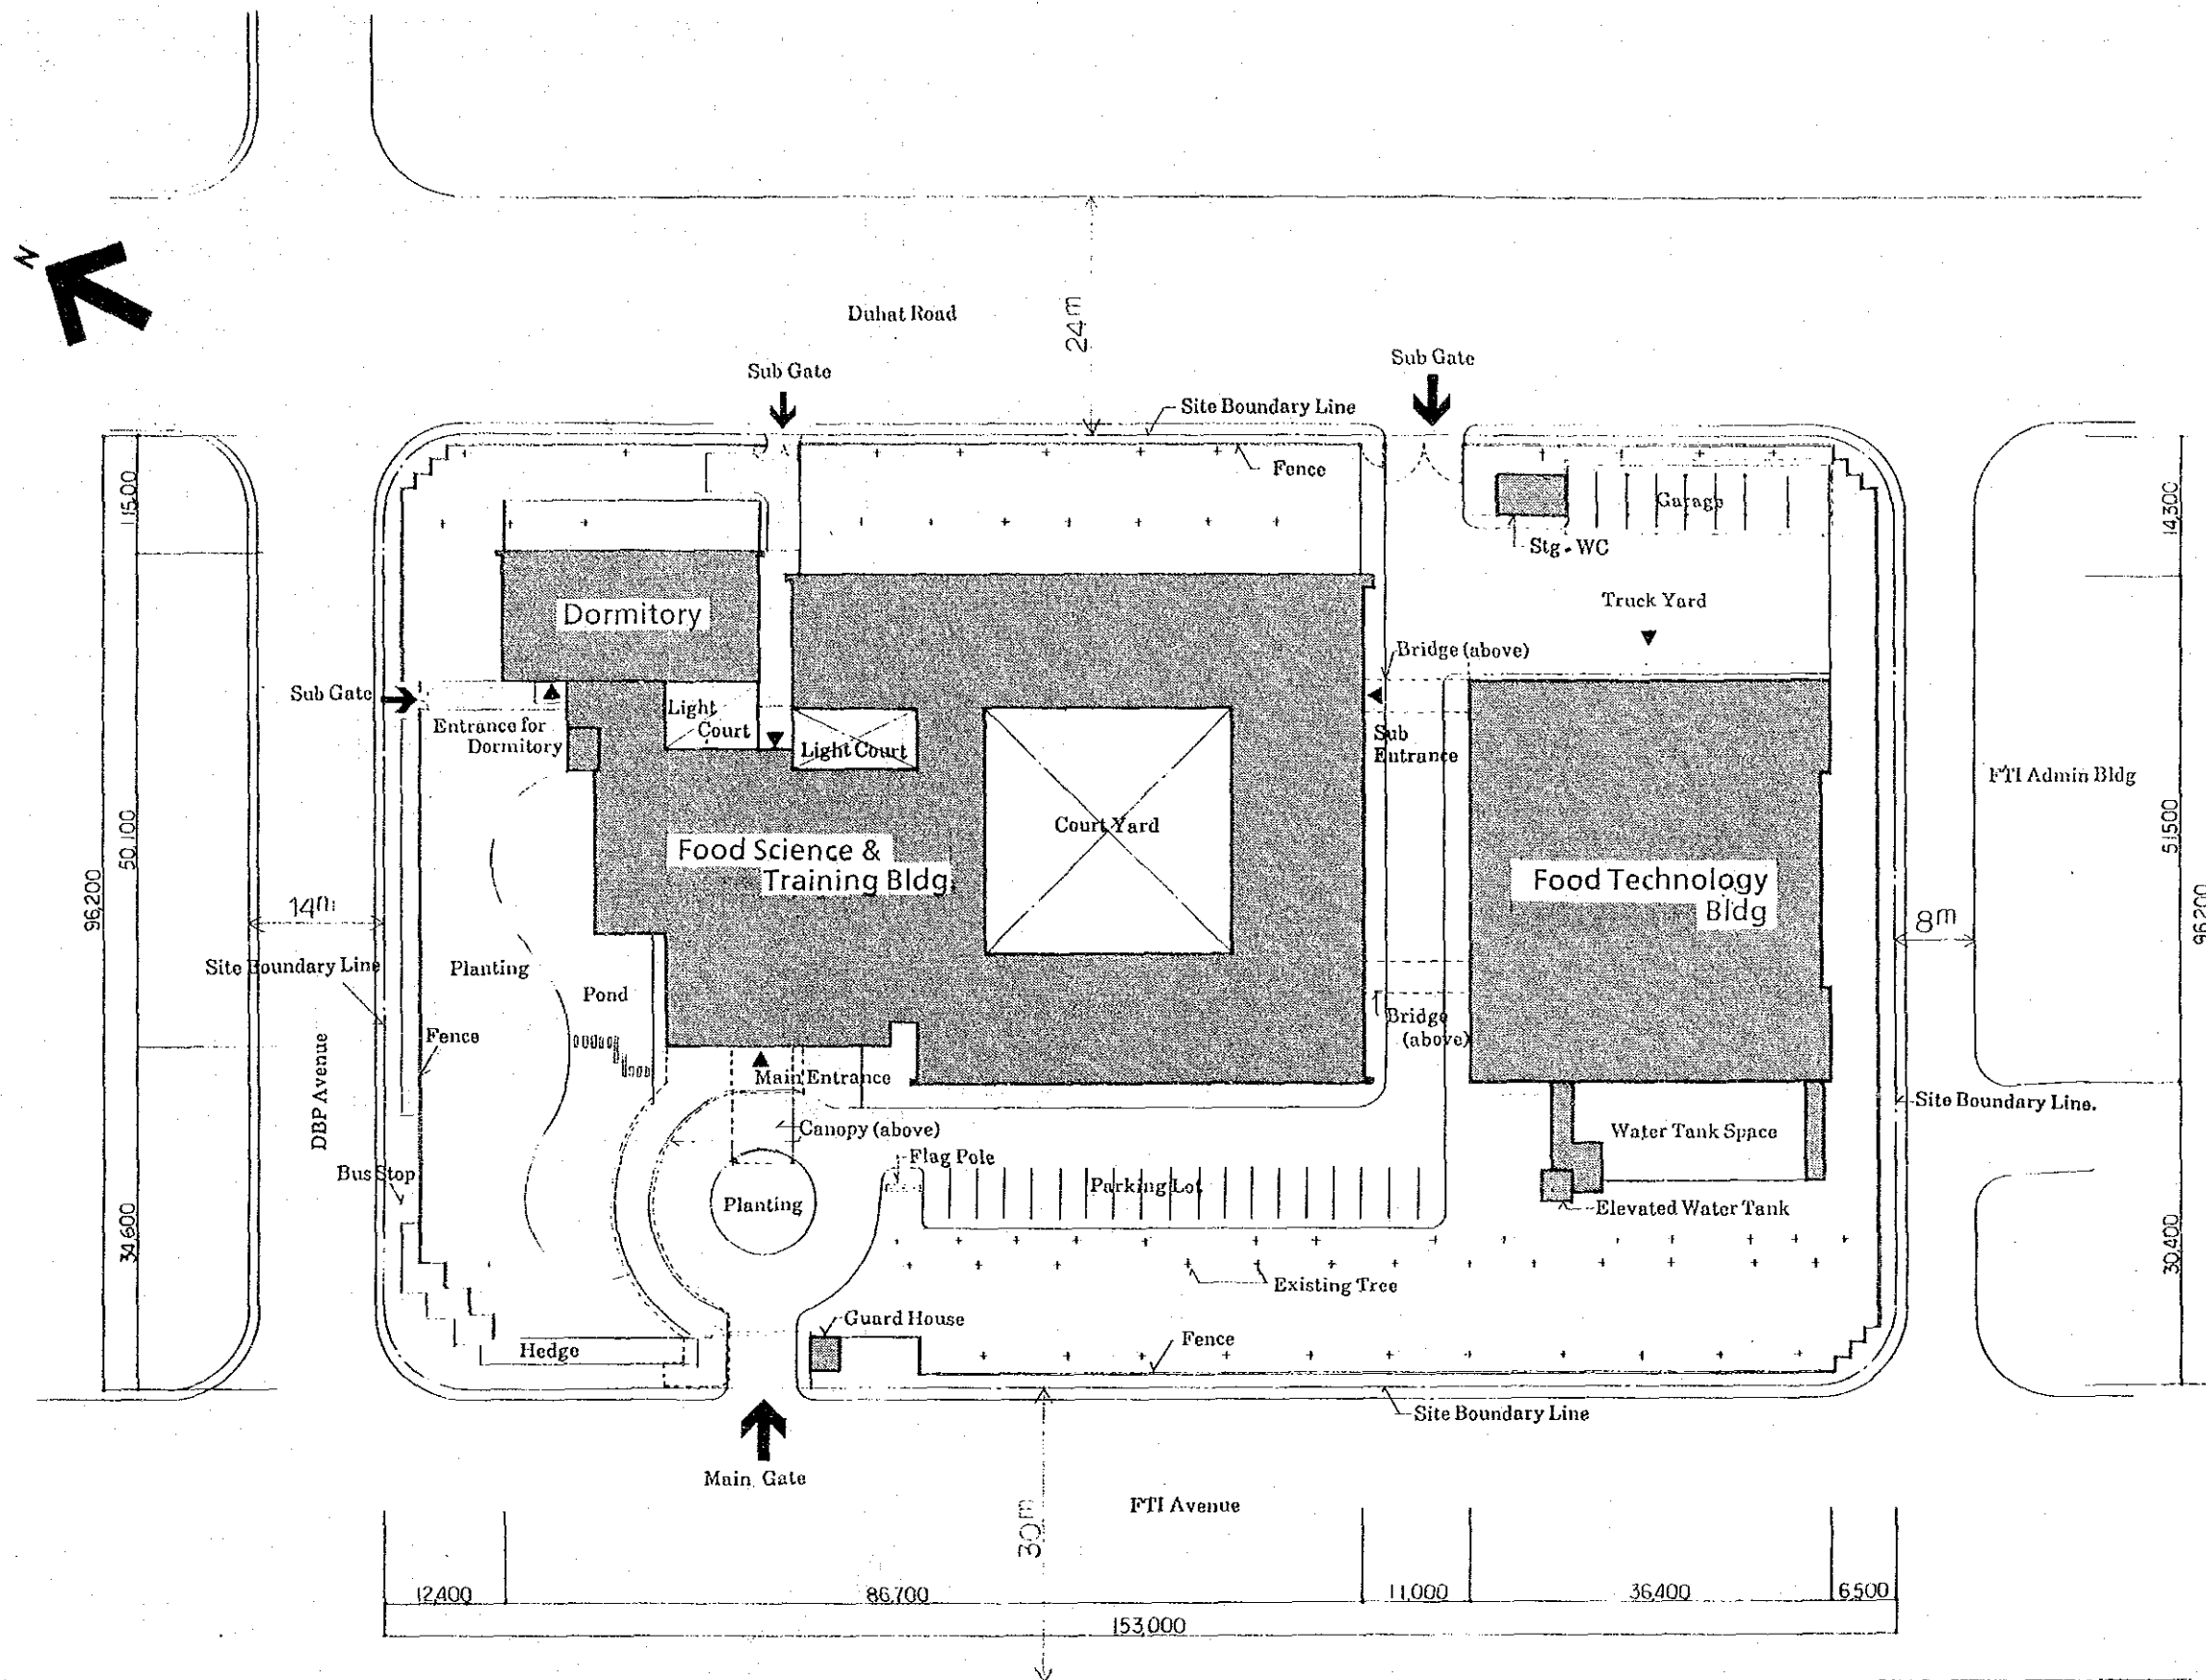 N
Duhat Road
24m
Sub Gate
Sub Gate
Site Boundary Line
Fence
Garage
Stg. WC
11,500
14,300
Dormitory
Truck Yard
Bridge (above)
Sub Gate
Light
Court
Entrance for
Dormitory
Light Court
Sub
Entrance
FTI Admin Bldg
Court Yard
50,100
51,500
Food Science &
Training Bldg.
Food Technology
Bldg
96,200
96,200
14m
8m
Site Boundary Line
Planting
Pond
Fence
Bridge
(above)
Main Entrance
DBP Avenue
Site Boundary Line.
Canopy (above)
Water Tank Space
Flag Pole
Bus Stop
Parking Lot
Planting
Elevated Water Tank
34,600
30,400
Existing Tree
Guard House
Fence
Hedge
Site Boundary Line
Main Gate
FTI Avenue
30m
12,400
86,700
11,000
36,400
6,500
153,000